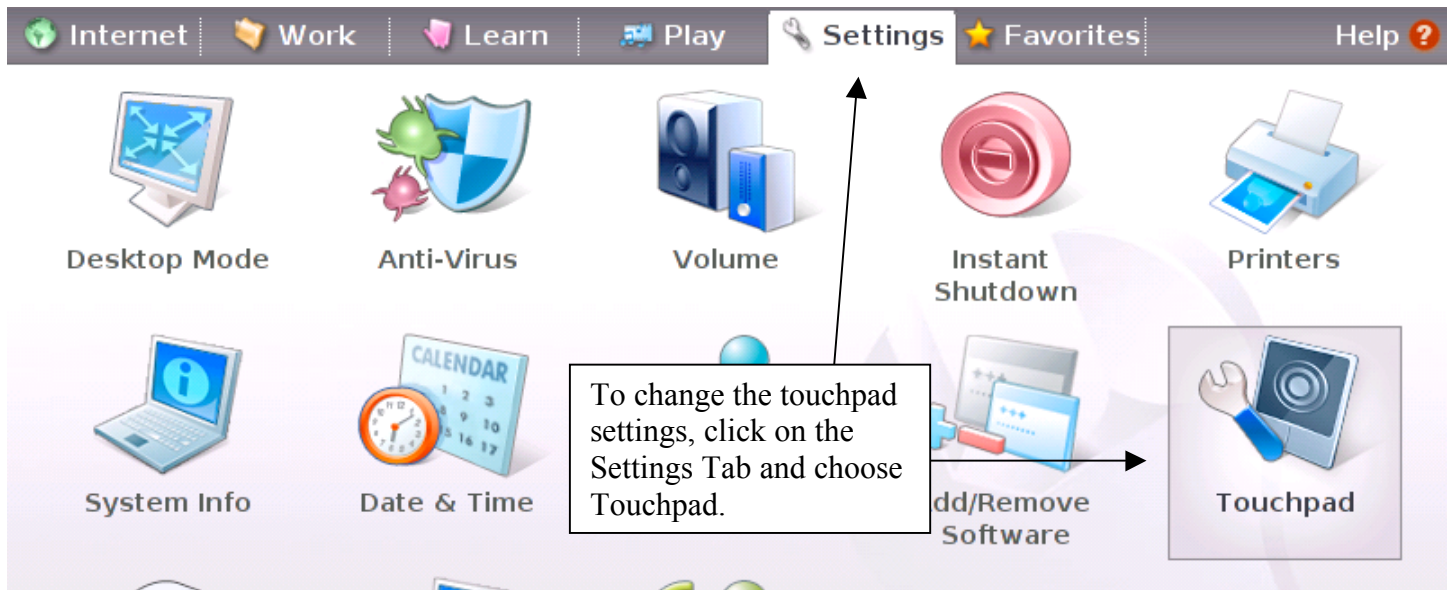 Internet Work Learn Play Settings Favorites Help ?
Desktop Mode Anti-Virus Volume Instant Shutdown Printers
CALENDAR
To change the touchpad
settings, click on the
Settings Tab and choose
Touchpad.
System Info Date & Time dd/Remove Software Touchpad